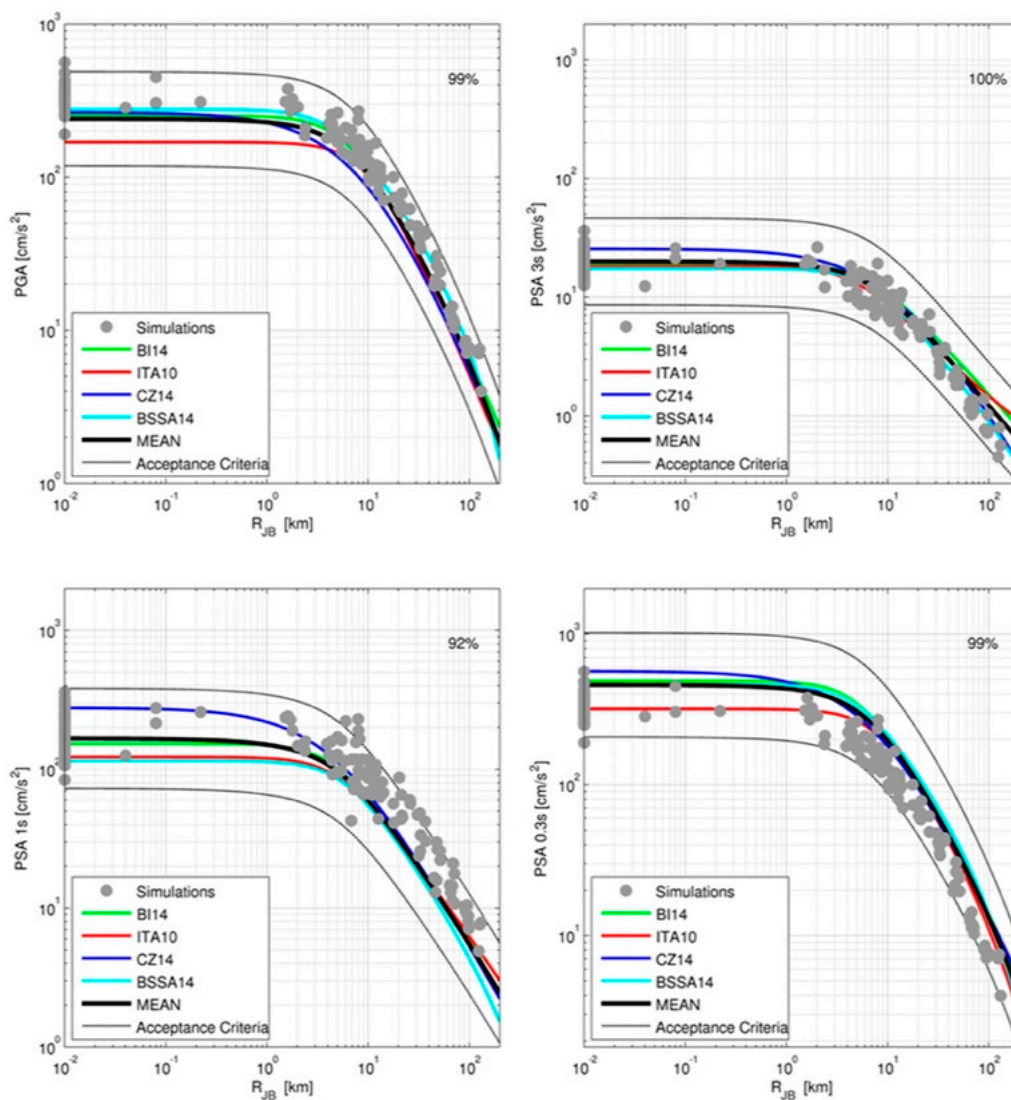 10³
10²
10¹
10⁰
PGA [cm/s²]
99%
Simulations
BI14
ITA10
CZ14
BSSA14
MEAN
Acceptance Criteria
10⁻²
10⁻¹
10⁰
10¹
10²
R_JB [km]
10³
10²
10¹
10⁰
PSA 3s [cm/s²]
100%
Simulations
BI14
ITA10
CZ14
BSSA14
MEAN
Acceptance Criteria
10⁻²
10⁻¹
10⁰
10¹
10²
R_JB [km]
10³
10²
10¹
10⁰
PSA 1s [cm/s²]
92%
Simulations
BI14
ITA10
CZ14
BSSA14
MEAN
Acceptance Criteria
10⁻²
10⁻¹
10⁰
10¹
10²
R_JB [km]
10³
10²
10¹
PSA 0.3s [cm/s²]
99%
Simulations
BI14
ITA10
CZ14
BSSA14
MEAN
Acceptance Criteria
10⁻²
10⁻¹
10⁰
10¹
10²
R_JB [km]